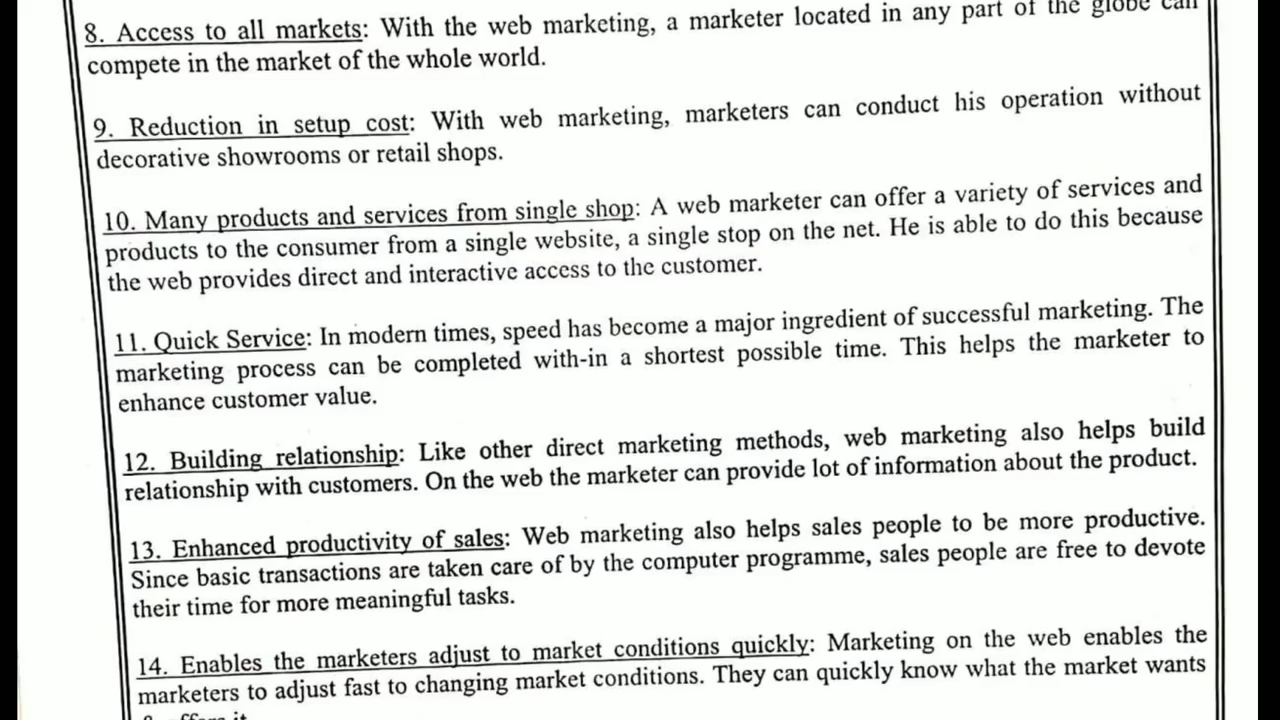 8. Access to all markets: With the web marketing, a marketer located in any part of the globe can
compete in the market of the whole world.
9. Reduction in setup cost: With web marketing, marketers can conduct his operation without
decorative showrooms or retail shops.
10. Many products and services from single shop: A web marketer can offer a variety of services and
products to the consumer from a single website, a single stop on the net. He is able to do this because
the web provides direct and interactive access to the customer.
11. Quick Service: In modern times, speed has become a major ingredient of successful marketing. The
marketing process can be completed with-in a shortest possible time. This helps the marketer to
enhance customer value.
12. Building relationship: Like other direct marketing methods, web marketing also helps build
relationship with customers. On the web the marketer can provide lot of information about the product.
13. Enhanced productivity of sales: Web marketing also helps sales people to be more productive.
Since basic transactions are taken care of by the computer programme, sales people are free to devote
their time for more meaningful tasks.
14. Enables the marketers adjust to market conditions quickly: Marketing on the web enables the
marketers to adjust fast to changing market conditions. They can quickly know what the market wants
& offers it